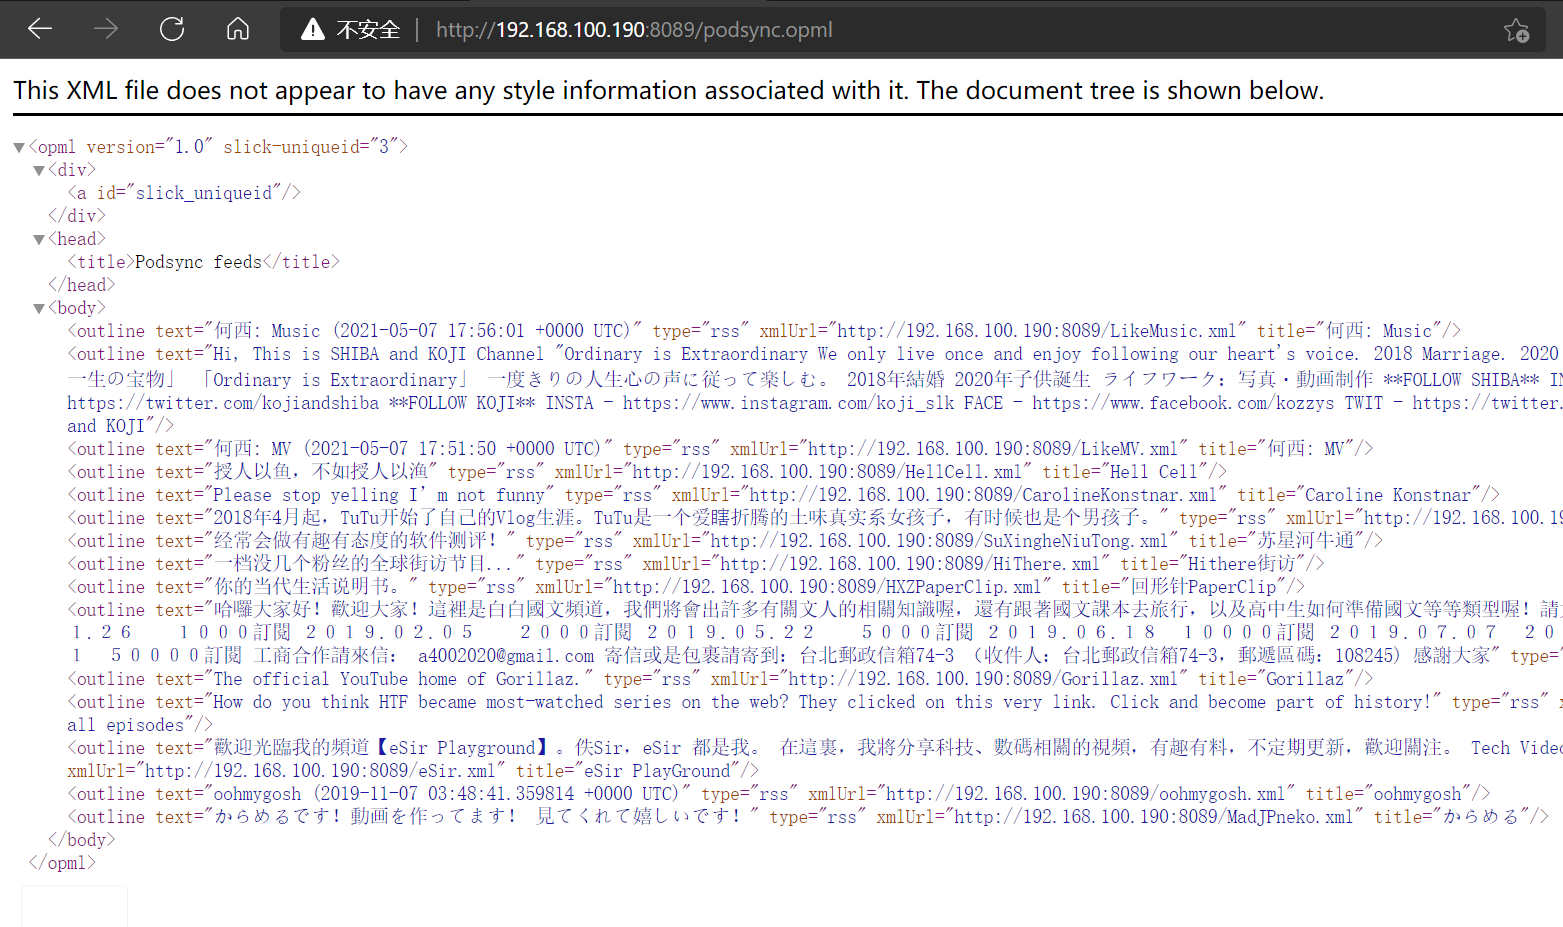 不安全 http://192.168.100.190:8089/podsync.opml
This XML file does not appear to have any style information associated with it. The document tree is shown below.
▼<opml version="1.0" slick-uniqueid="3">
▼<div>
<a id="slick_uniqueid"/>
</div>
▼<head>
<title>Podsync feeds</title>
</head>
▼<body>
<outline text="何西: Music (2021-05-07 17:56:01 +0000 UTC)" type="rss" xmlUrl="http://192.168.100.190:8089/LikeMusic.xml" title="何西: Music"/>
<outline text="Hi, This is SHIBA and KOJI Channel "Ordinary is Extraordinary We only live once and enjoy following our heart's voice. 2018 Marriage. 2020
一生の宝物」 「Ordinary is Extraordinary」 一度きりの人生心の声に従って楽しむ。 2018年結婚 2020年子供誕生 ライフワーク: 写真・動画制作 **FOLLOW SHIBA** IN
https://twitter.com/kojiandshiba **FOLLOW KOJI** INSTA - https://www.instagram.com/koji_slk FACE - https://www.facebook.com/kozzys TWIT - https://twitter.
and KOJI"/>
<outline text="何西: MV (2021-05-07 17:51:50 +0000 UTC)" type="rss" xmlUrl="http://192.168.100.190:8089/LikeMV.xml" title="何西: MV"/>
<outline text="授人以鱼，不如授人以渔" type="rss" xmlUrl="http://192.168.100.190:8089/HellCell.xml" title="Hell Cell"/>
<outline text="Please stop yelling I’m not funny" type="rss" xmlUrl="http://192.168.100.190:8089/CarolineKonstnar.xml" title="Caroline Konstnar"/>
<outline text="2018年4月起，TuTu开始了自己的Vlog生涯。TuTu是一个爱瞎折腾的土味真实系女孩子，有时候也是个男孩子。" type="rss" xmlUrl="http://192.168.100.19
<outline text="经常会做有趣有态度的软件测评！" type="rss" xmlUrl="http://192.168.100.190:8089/SuXingheNiuTong.xml" title="苏星河牛通"/>
<outline text="一档没几个粉丝的全球街访节目..." type="rss" xmlUrl="http://192.168.100.190:8089/HiThere.xml" title="Hithere街访"/>
<outline text="你的当代生活说明书。" type="rss" xmlUrl="http://192.168.100.190:8089/HXZPaperClip.xml" title="回形针PaperClip"/>
<outline text="哈囉大家好！歡迎大家！這裡是白白國文頻道，我們將會出許多有關文人的相關知識喔，還有跟著國文課本去旅行，以及高中生如何準備國文等等類型喔！請
１.２６　１０００訂閱 ２０１９.０２.０５　２０００訂閱 ２０１９.０５.２２　５０００訂閱 ２０１９.０６.１８　１００００訂閱 ２０１９.０７.０７　２０
１　５００００訂閱 工商合作請來信： a4002020@gmail.com 寄信或是包裹請寄到：台北郵政信箱74-3 （收件人：台北郵政信箱74-3，郵遞區碼：108245）感謝大家" type=
<outline text="The official YouTube home of Gorillaz." type="rss" xmlUrl="http://192.168.100.190:8089/Gorillaz.xml" title="Gorillaz"/>
<outline text="How do you think HTF became most-watched series on the web? They clicked on this very link. Click and become part of history!" type="rss" x
all episodes"/>
<outline text="歡迎光臨我的頻道【eSir Playground】。佚Sir，eSir 都是我。 在這裏，我將分享科技、數碼相關的視頻，有趣有料，不定期更新，歡迎關注。 Tech Video
xmlUrl="http://192.168.100.190:8089/eSir.xml" title="eSir PlayGround"/>
<outline text="oohmygosh (2019-11-07 03:48:41.359814 +0000 UTC)" type="rss" xmlUrl="http://192.168.100.190:8089/oohmygosh.xml" title="oohmygosh"/>
<outline text="からめるです！動画を作ってます！ 見てくれて嬉しいです！" type="rss" xmlUrl="http://192.168.100.190:8089/MadJPneko.xml" title="からめる"/>
</body>
</opml>